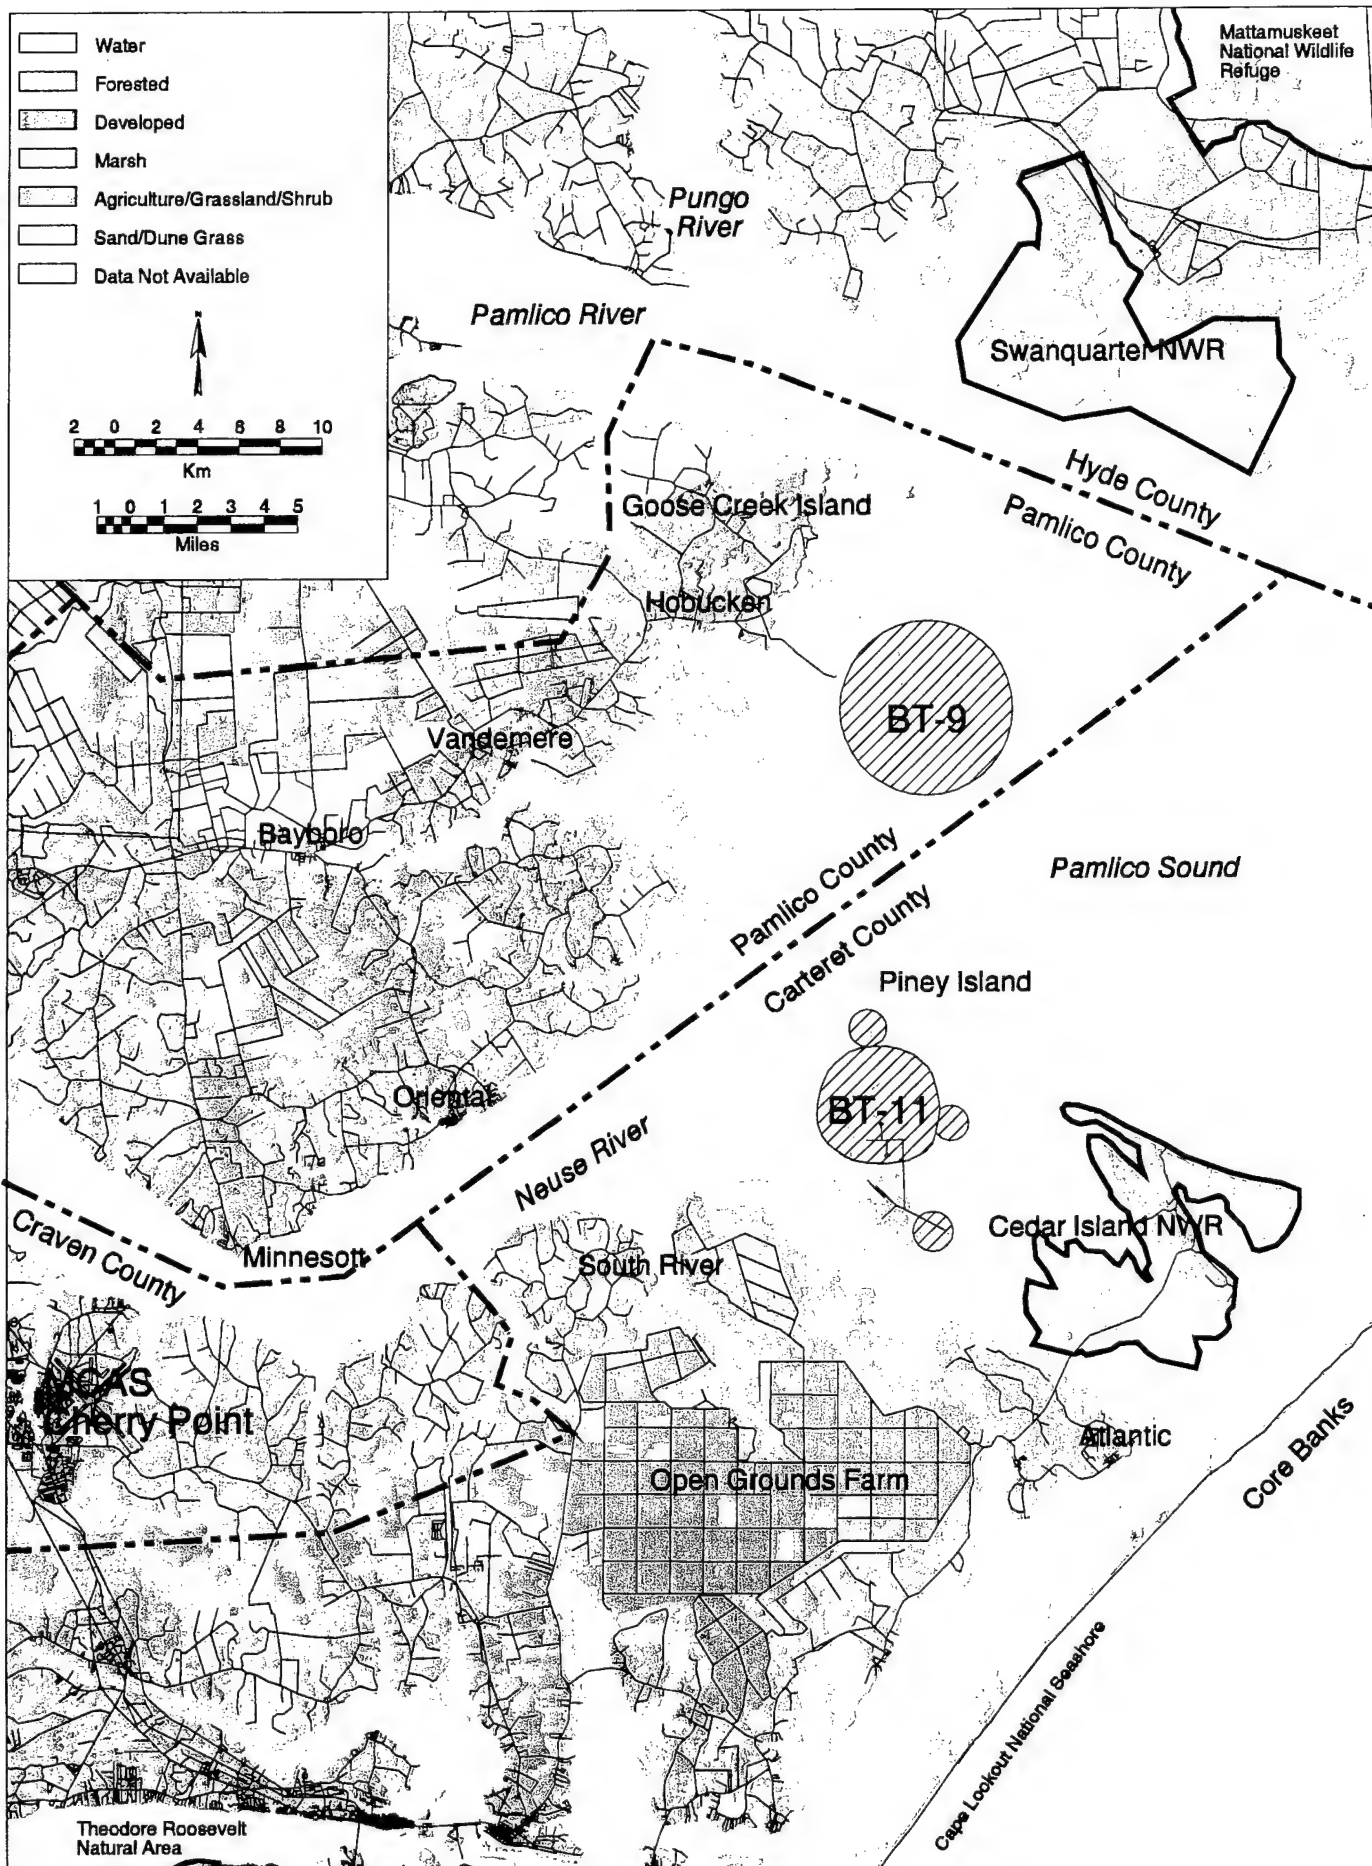 Water
Forested
Developed
Marsh
Agriculture/Grassland/Shrub
Sand/Dune Grass
Data Not Available
N
2 0 2 4 6 8 10
Km
1 0 1 2 3 4 5
Miles
Mattamuskeet
National Wildlife
Refuge
Pungo
River
Pamlico River
Swanquarter NWR
Hyde County
Pamlico County
Goose Creek Island
Hobucken
BT-9
Vandemere
Bayboro
Pamlico County
Carteret County
Pamlico Sound
Piney Island
Oriental
BT-11
Neuse River
Craven County
Minnesott
South River
Cedar Island NWR
MCAS
Cherry Point
Atlantic
Open Grounds Farm
Core Banks
Cape Lookout National Seashore
Theodore Roosevelt
Natural Area